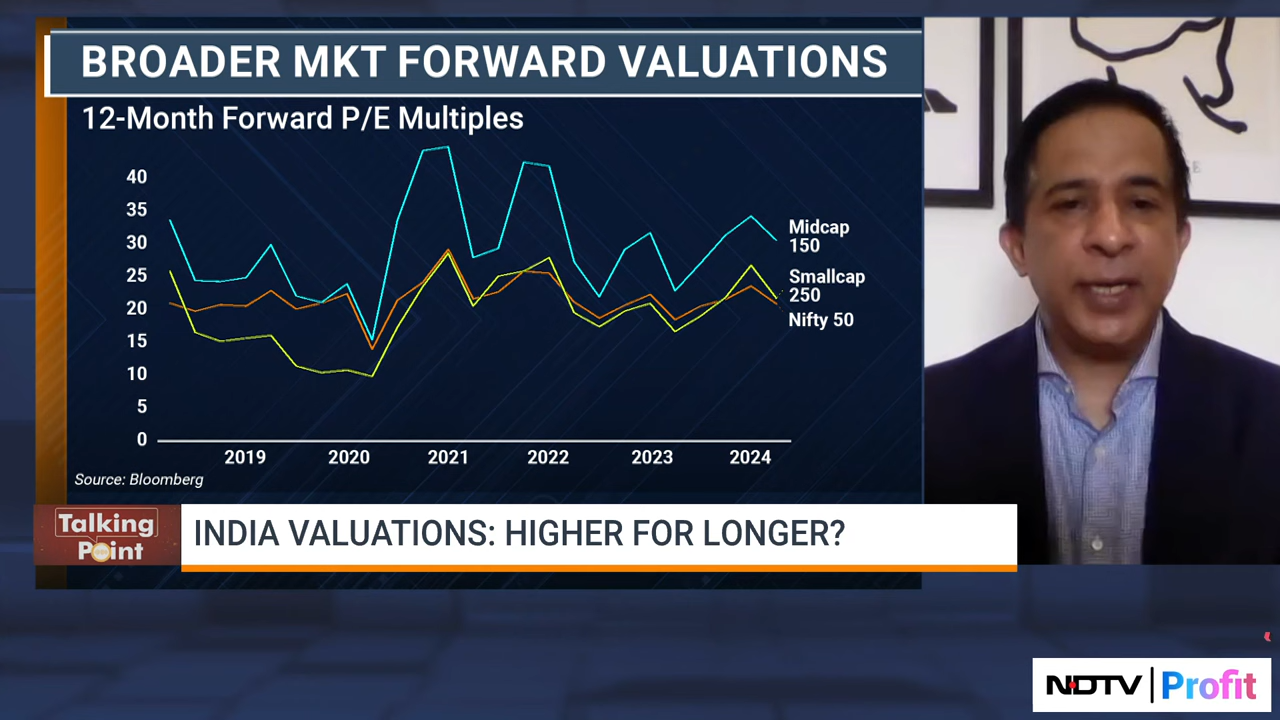 BROADER MKT FORWARD VALUATIONS
12-Month Forward P/E Multiples
40
35
30
25
20
15
10
5
0
Midcap
150
Smallcap
250
Nifty 50
2019 2020 2021 2022 2023 2024
Source: Bloomberg
Talking
Point
INDIA VALUATIONS: HIGHER FOR LONGER?
NDTV Profit